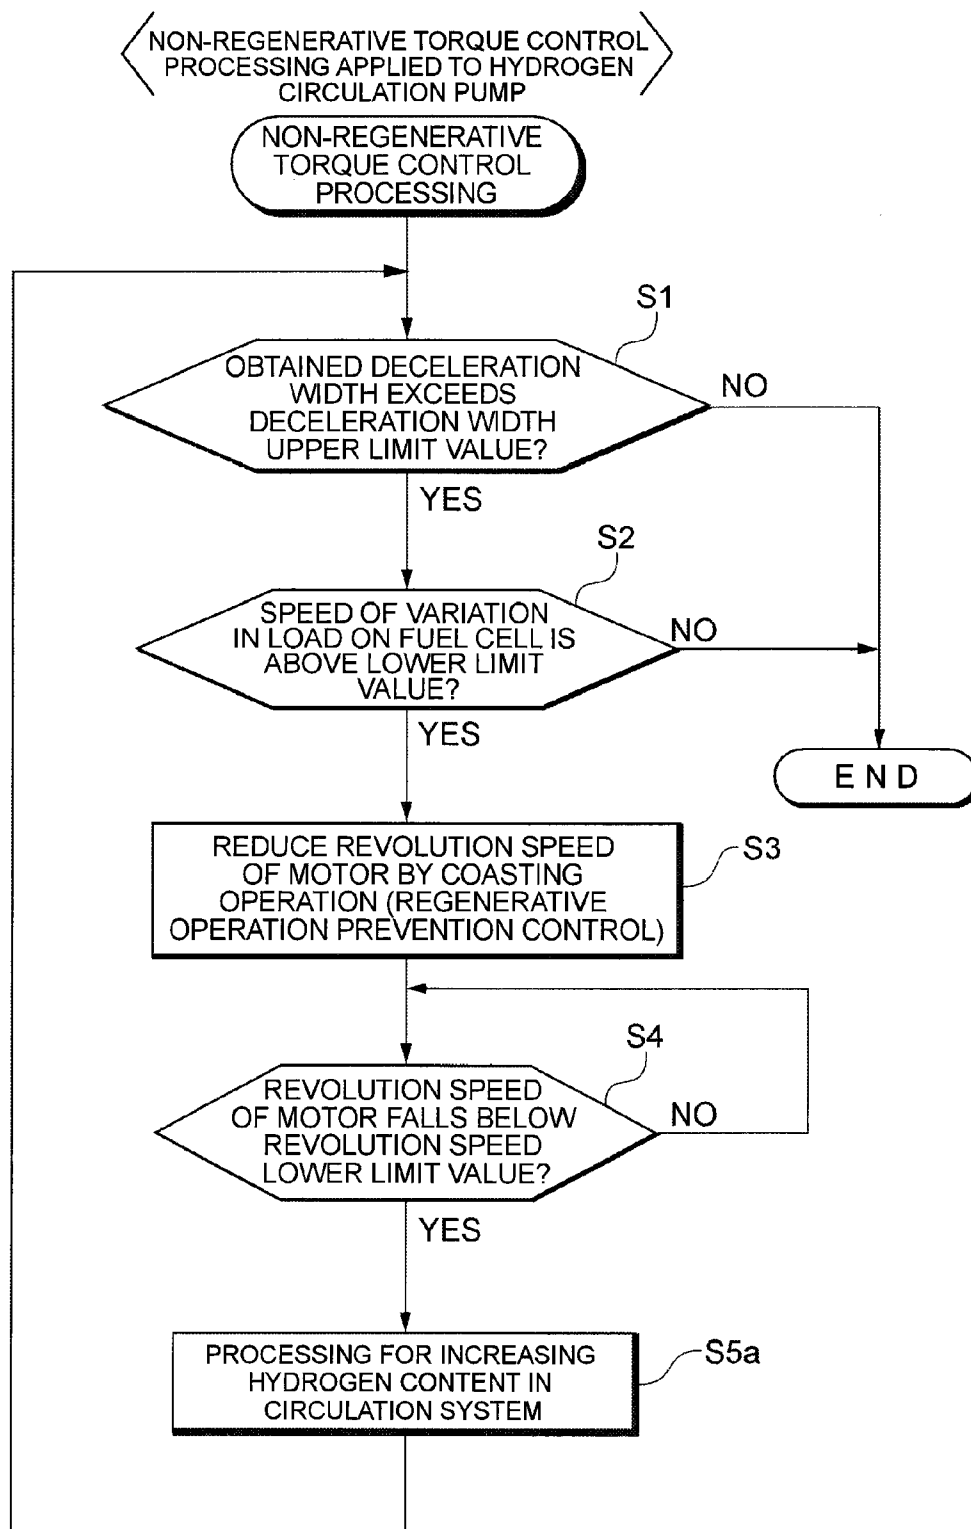 NON-REGENERATIVE TORQUE CONTROL
PROCESSING APPLIED TO HYDROGEN
CIRCULATION PUMP
NON-REGENERATIVE
TORQUE CONTROL
PROCESSING
S1
OBTAINED DECELERATION
WIDTH EXCEEDS
DECELERATION WIDTH
UPPER LIMIT VALUE?
NO
YES
S2
SPEED OF VARIATION
IN LOAD ON FUEL CELL IS
ABOVE LOWER LIMIT
VALUE?
NO
YES
END
REDUCE REVOLUTION SPEED
OF MOTOR BY COASTING
OPERATION (REGENERATIVE
OPERATION PREVENTION CONTROL)
S3
S4
REVOLUTION SPEED
OF MOTOR FALLS BELOW
REVOLUTION SPEED
LOWER LIMIT VALUE?
NO
YES
PROCESSING FOR INCREASING
HYDROGEN CONTENT IN
CIRCULATION SYSTEM
S5a